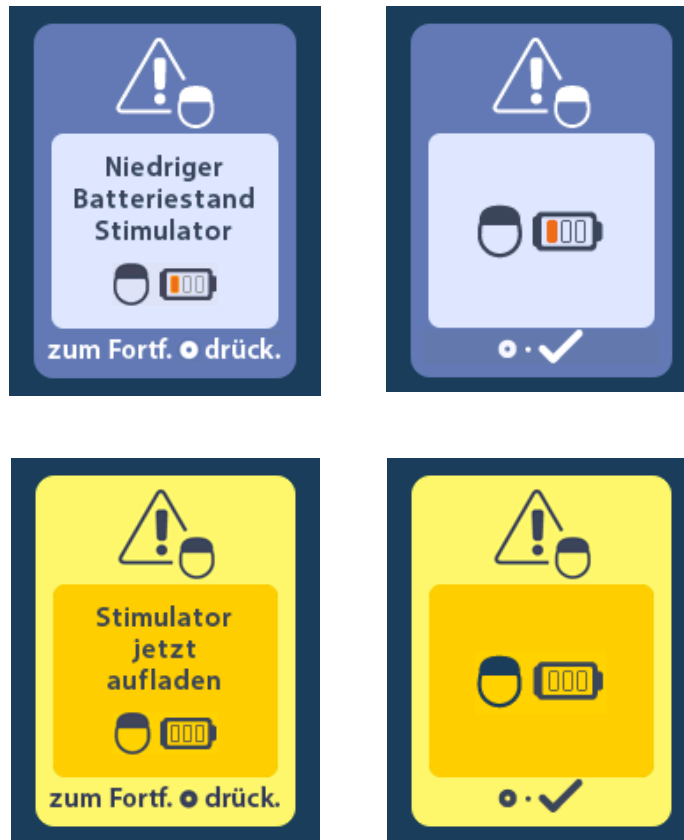 Niedriger
Batteriestand
Stimulator
zum Fortf. drück.
Stimulator
jetzt
aufladen
zum Fortf. drück.